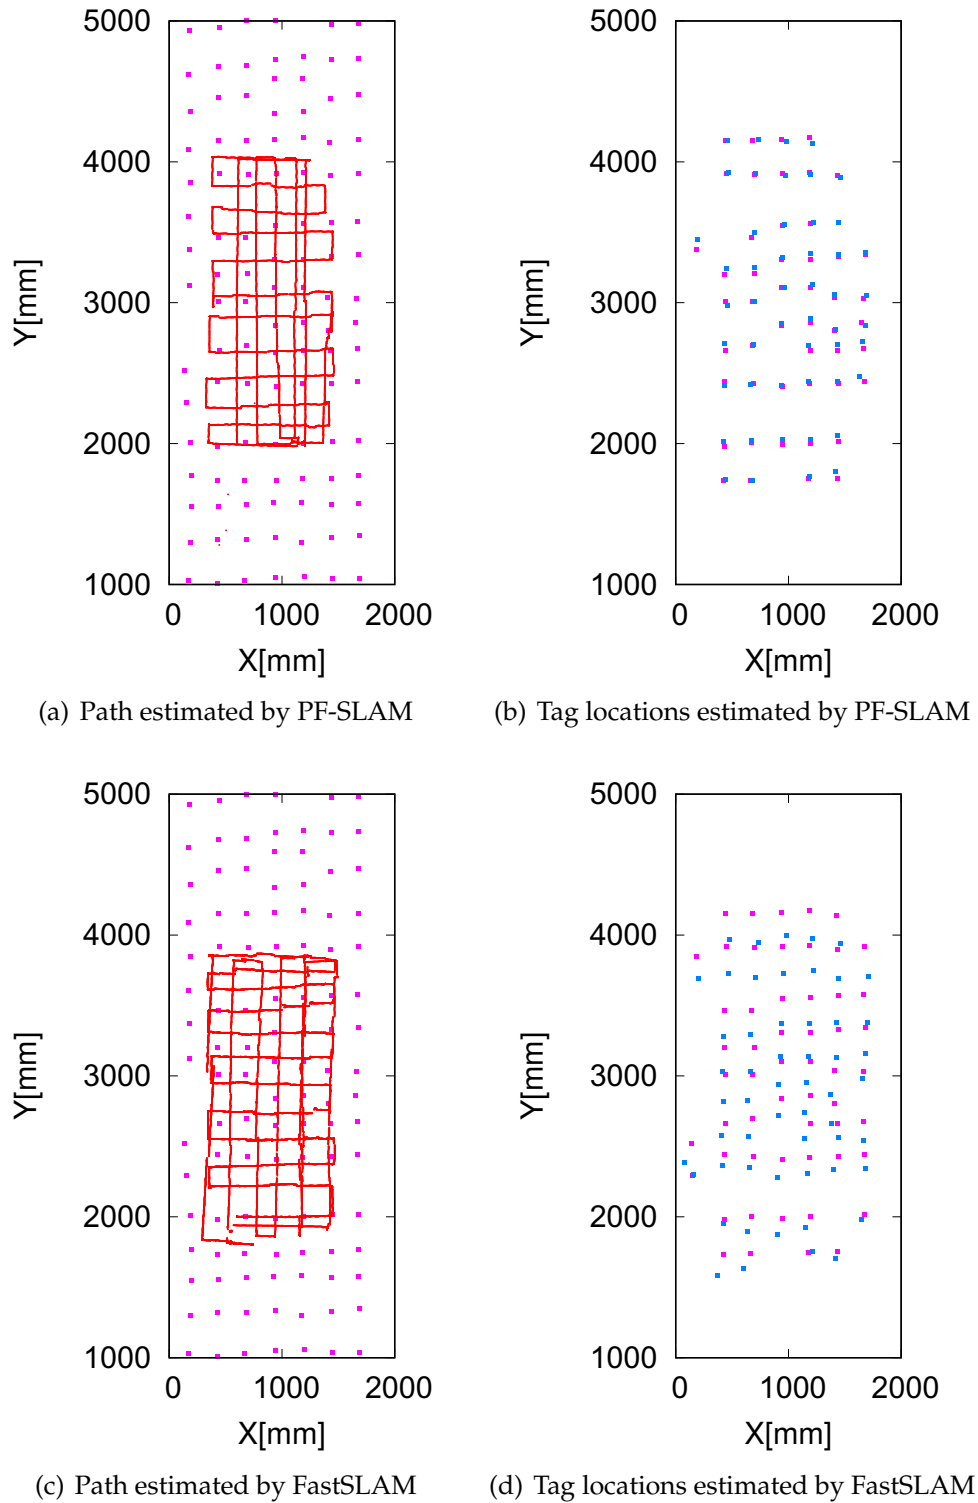 5000
4000
3000
2000
1000
0 1000 2000
Y[mm]
X[mm]
(a) Path estimated by PF-SLAM
5000
4000
3000
2000
1000
0 1000 2000
Y[mm]
X[mm]
(b) Tag locations estimated by PF-SLAM
5000
4000
3000
2000
1000
0 1000 2000
Y[mm]
X[mm]
(c) Path estimated by FastSLAM
5000
4000
3000
2000
1000
0 1000 2000
Y[mm]
X[mm]
(d) Tag locations estimated by FastSLAM